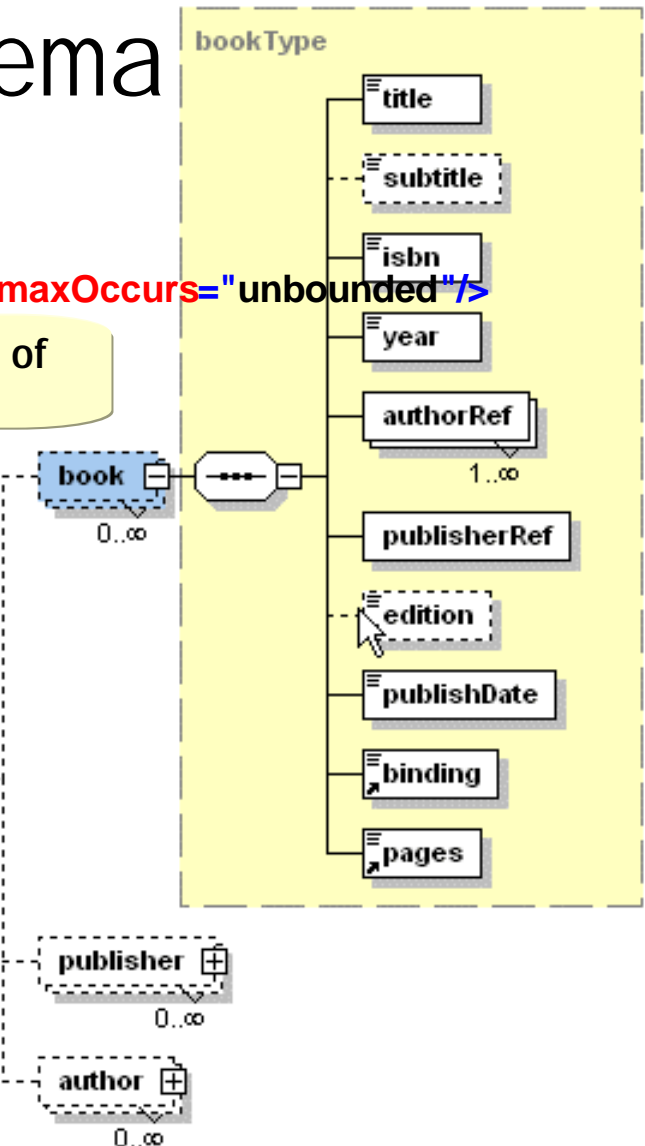 ema
bookType
title
subtitle
isbn
maxOccurs="unbounded"/>
year
of
authorRef
1..∞
book
0..∞
publisherRef
edition
publishDate
binding
pages
publisher
0..∞
author
0..∞